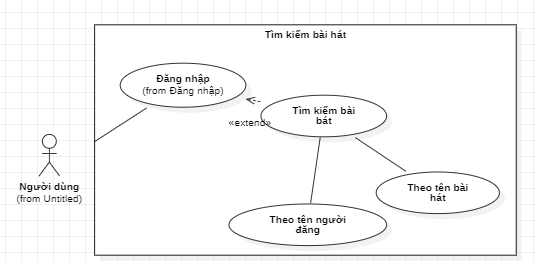 Tìm kiếm bài hát
Đăng nhập
(from Đăng nhập)
Tìm kiếm bài
bát
«extend»
Người dùng
(from Untitled)
Theo tên bài
hát
Theo tên người
đăng